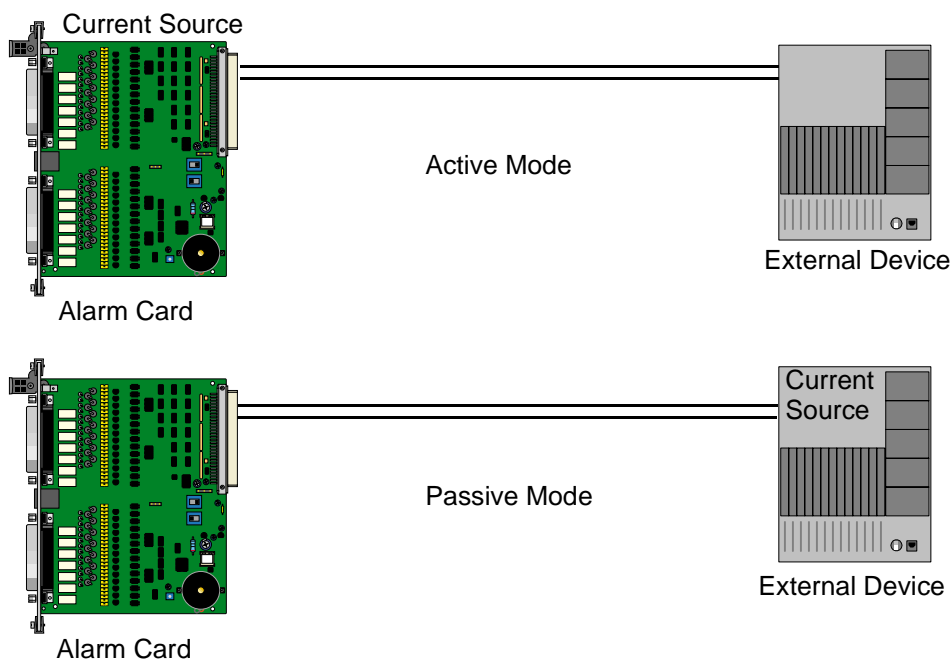 Current Source
Active Mode
External Device
Alarm Card
Current
Source
Passive Mode
External Device
Alarm Card